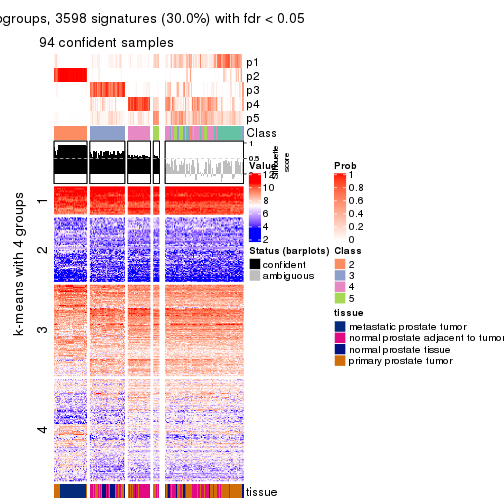 ogroups, 3598 signatures (30.0%) with fdr < 0.05
94 confident samples
p1
p2
p3
p4
p5
Class
1
0.5
0
Silhouette
score
k-means with 4 groups
1
2
3
4
tissue
Value
12
10
8
6
4
2
Status (barplots)
confident
ambiguous
Prob
1
0.8
0.6
0.4
0.2
0
Class
2
3
4
5
tissue
metastatic prostate tumor
normal prostate adjacent to tumor
normal prostate tissue
primary prostate tumor